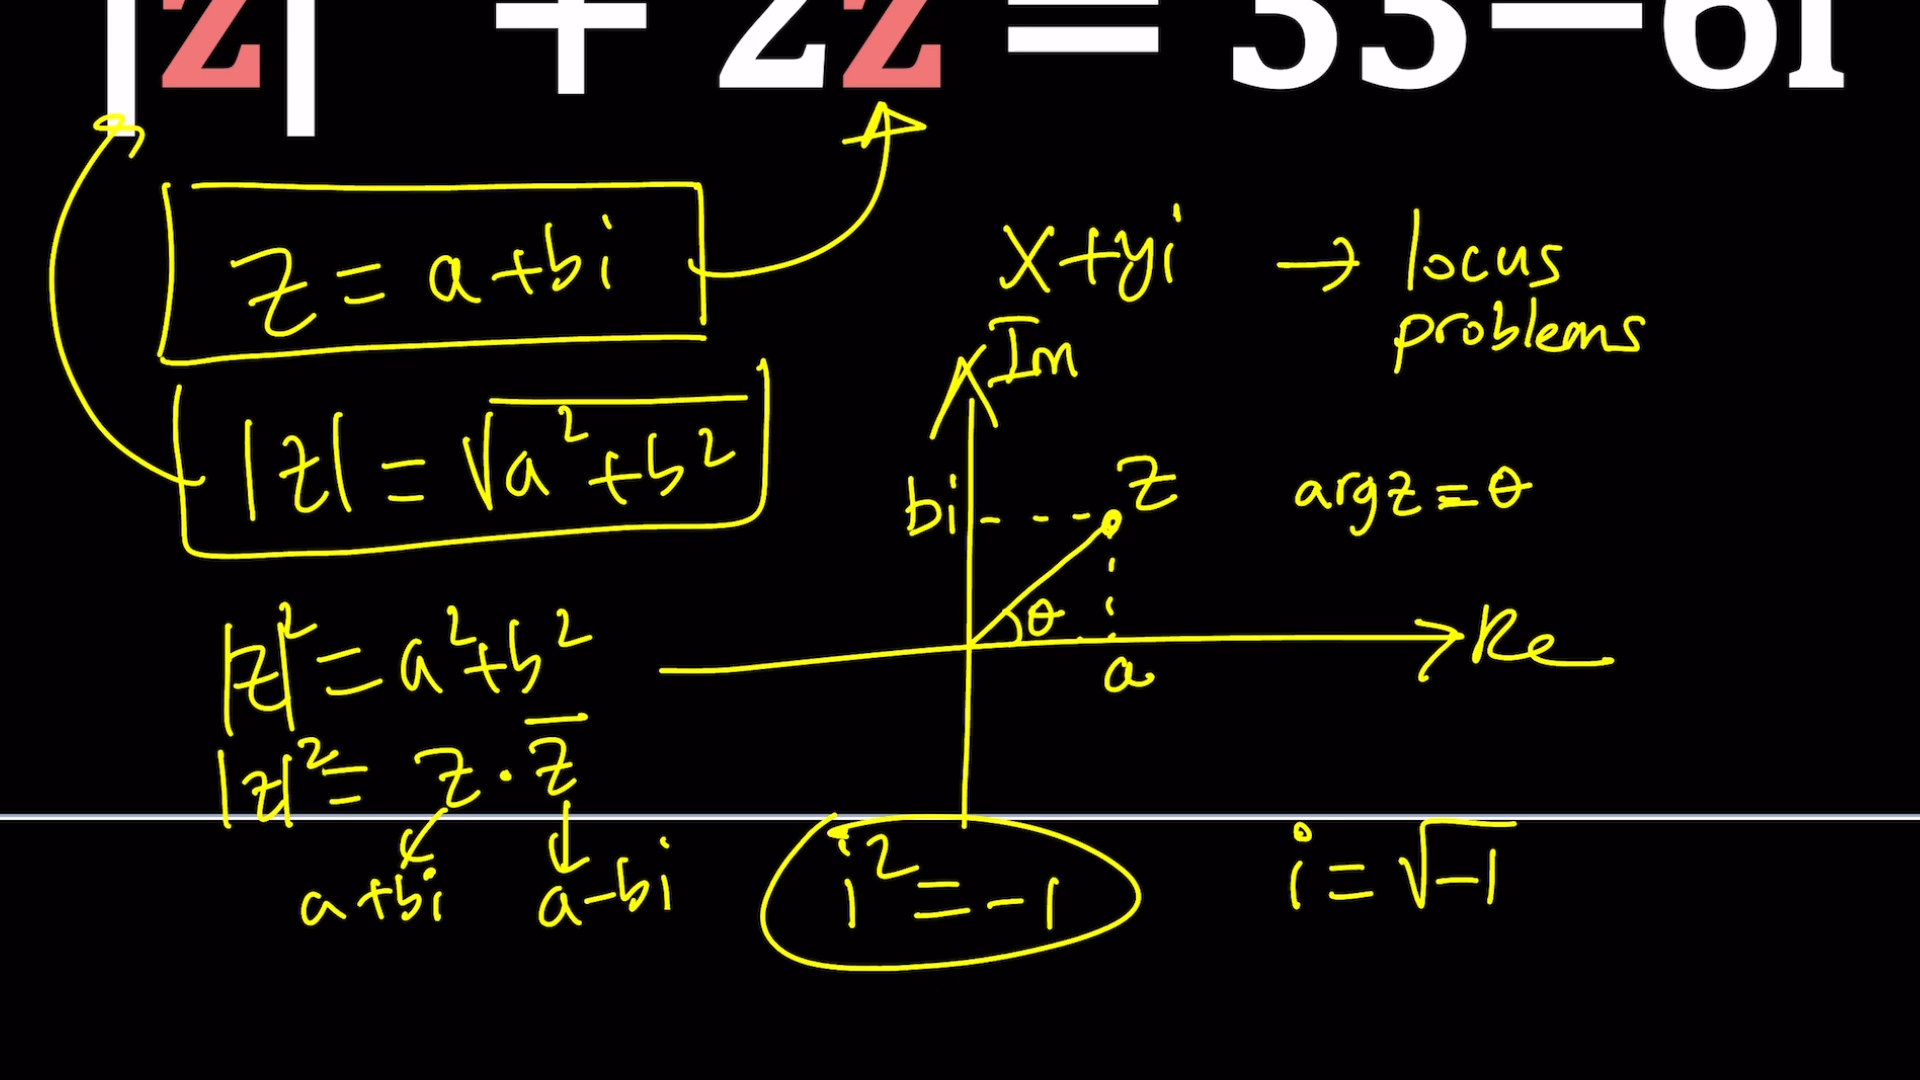 |z| + 2z = 33−6i
z = a+bi
x+yi → locus
problems
Im
|z| = √a²+b²
z
bi
arg z = θ
θ
Re
a
|z|² = a²+b²
|z|² = z · z̅
a+bi
a−bi
i² = −1
i = √−1